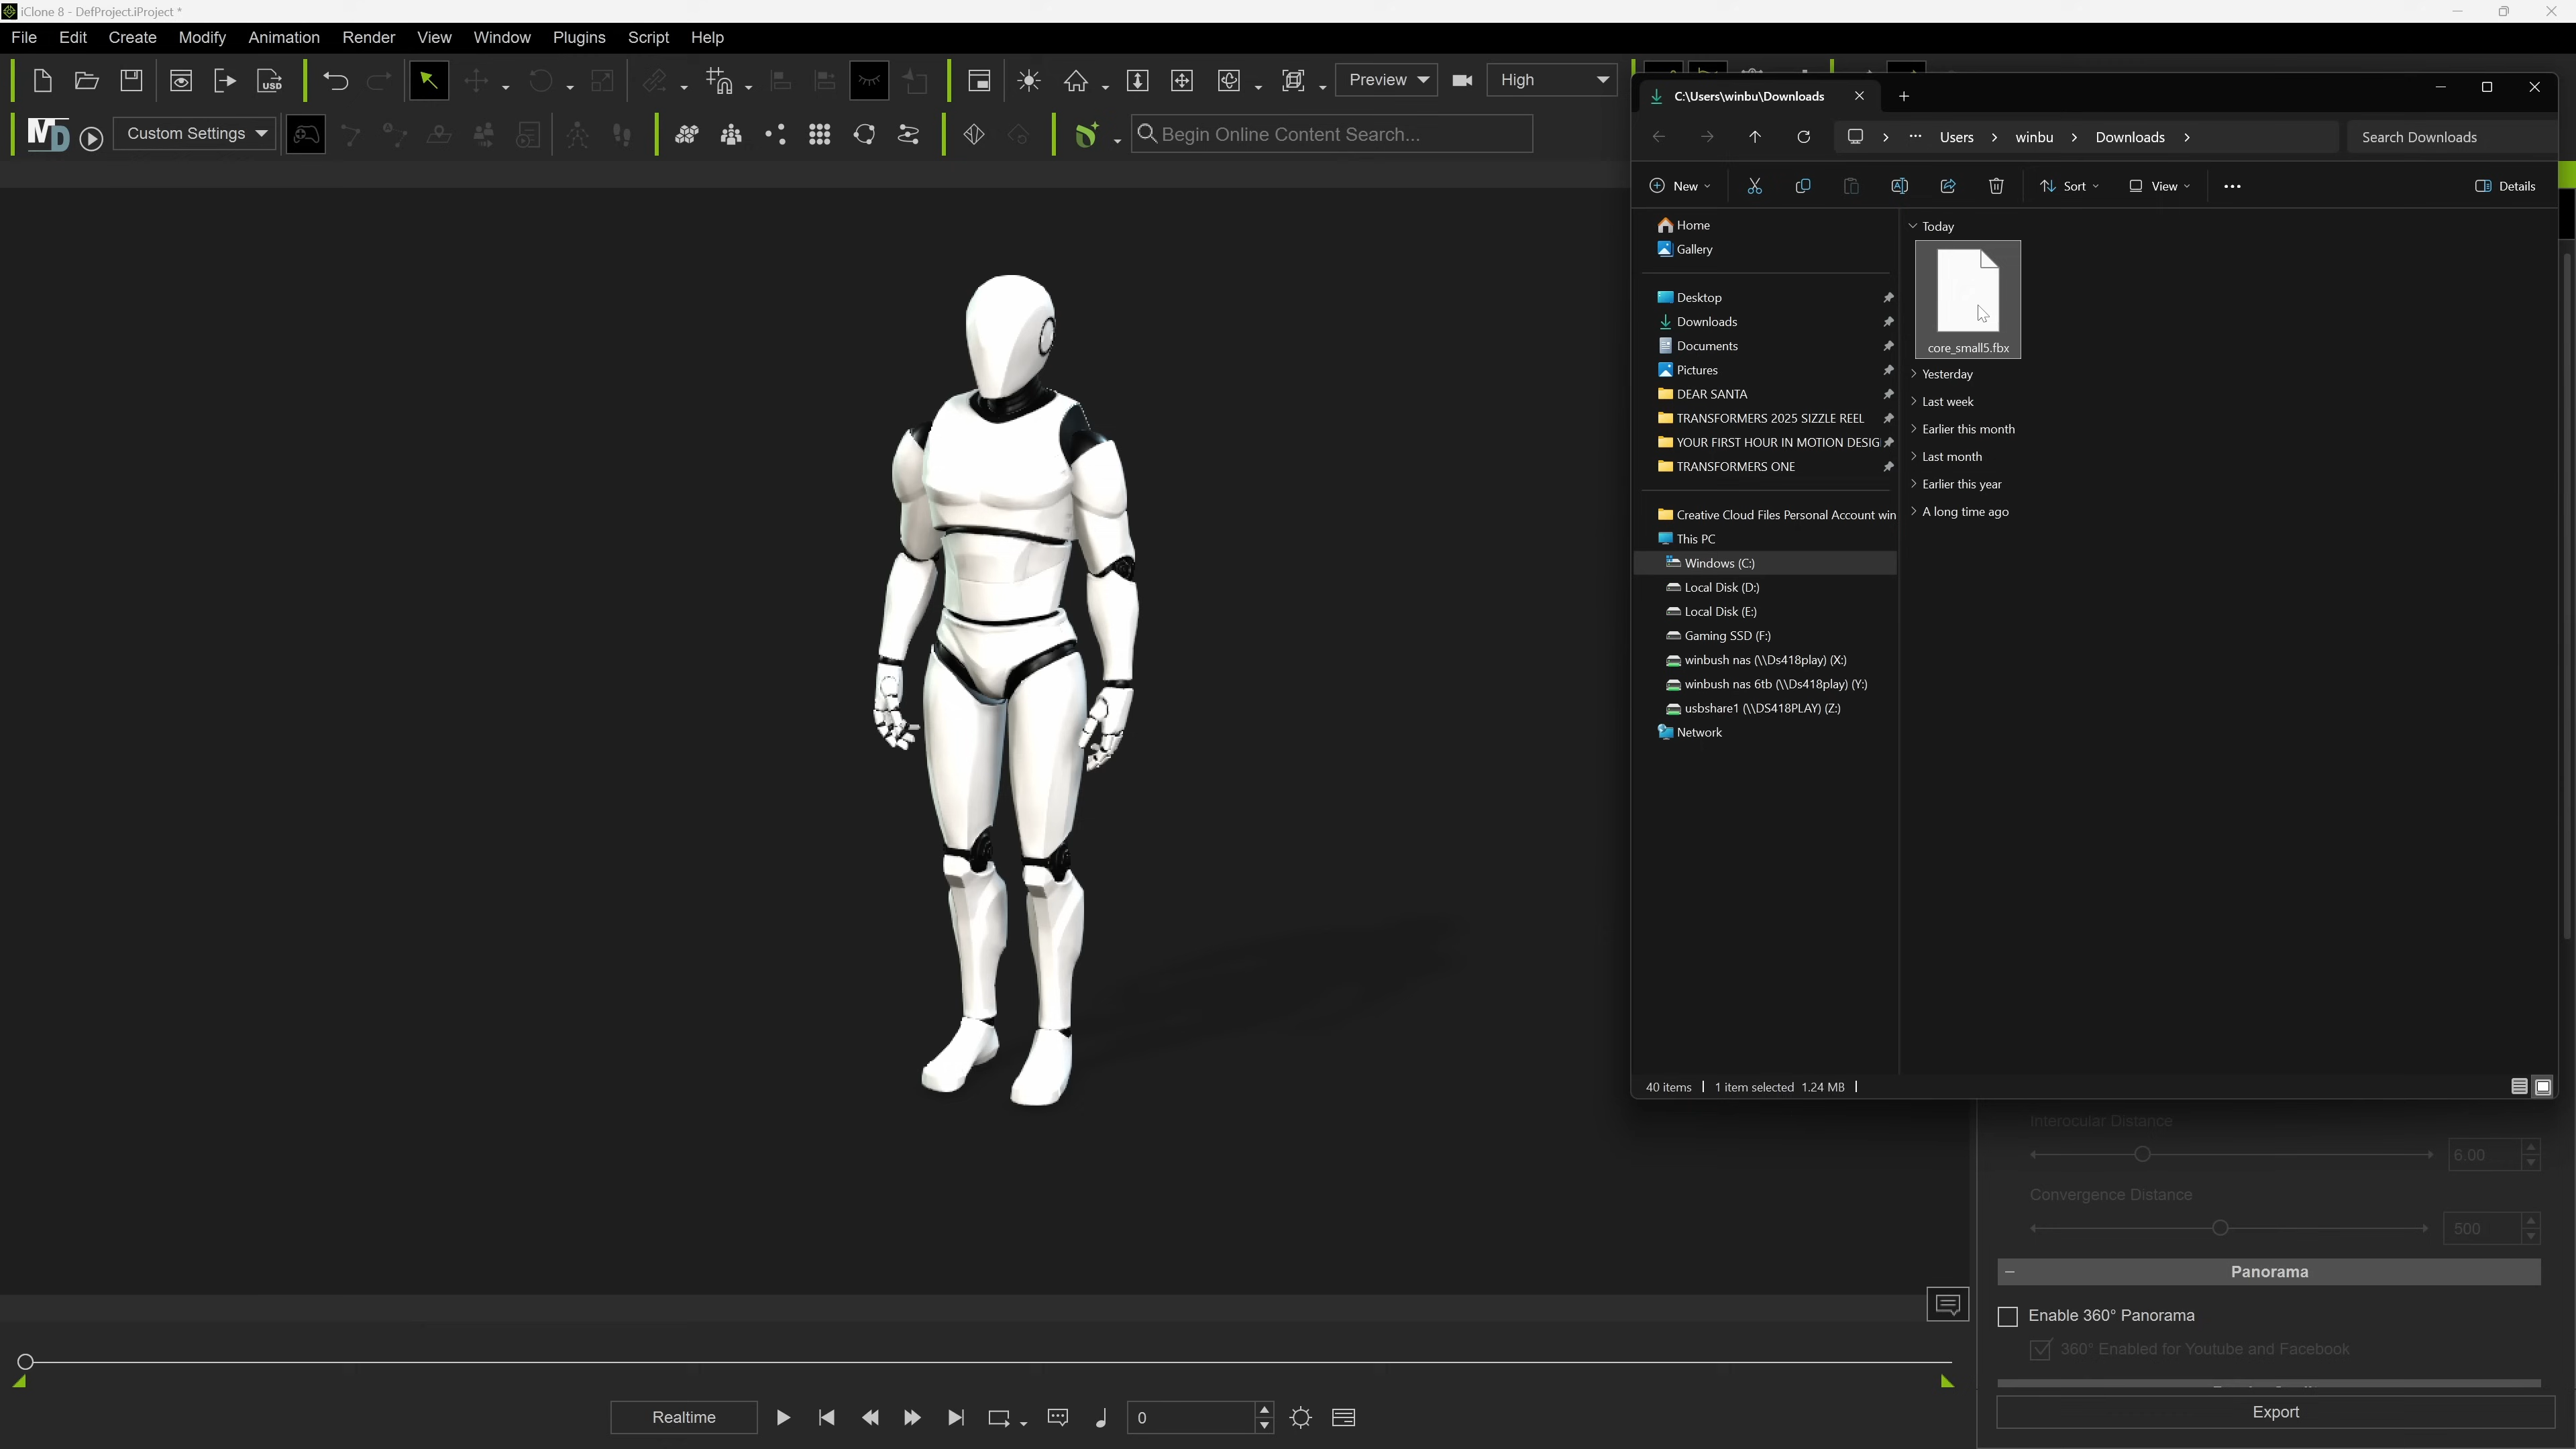 iClone 8 - DefProject.iProject *
File Edit Create Modify Animation Render View Window Plugins Script Help
USD
Preview
High
MD
Custom Settings
Begin Online Content Search...
C:\Users\winbu\Downloads
Users
winbu
Downloads
Search Downloads
New
Sort
View
Details
Home
Gallery
Desktop
Downloads
Documents
Pictures
DEAR SANTA
TRANSFORMERS 2025 SIZZLE REEL
YOUR FIRST HOUR IN MOTION DESIG
TRANSFORMERS ONE
Creative Cloud Files Personal Account win
This PC
Windows (C:)
Local Disk (D:)
Local Disk (E:)
Gaming SSD (F:)
winbush nas (\\Ds418play) (X:)
winbush nas 6tb (\\Ds418play) (Y:)
usbshare1 (\\DS418PLAY) (Z:)
Network
Today
core_small5.fbx
Yesterday
Last week
Earlier this month
Last month
Earlier this year
A long time ago
40 items
1 item selected 1.24 MB
Interocular Distance
6.00
Convergence Distance
500
Panorama
Enable 360° Panorama
360° Enabled for Youtube and Facebook
Export
Realtime
0